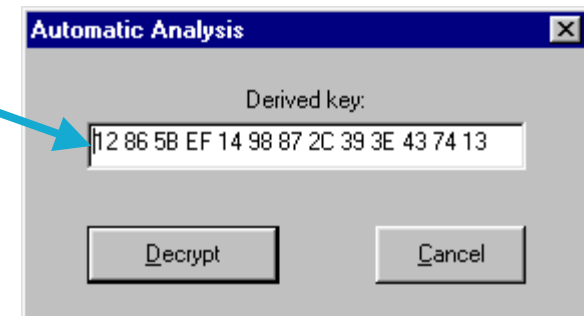 Automatic Analysis
Derived key:
12 86 5B EF 14 98 87 2C 39 3E 43 74 13
Decrypt Cancel